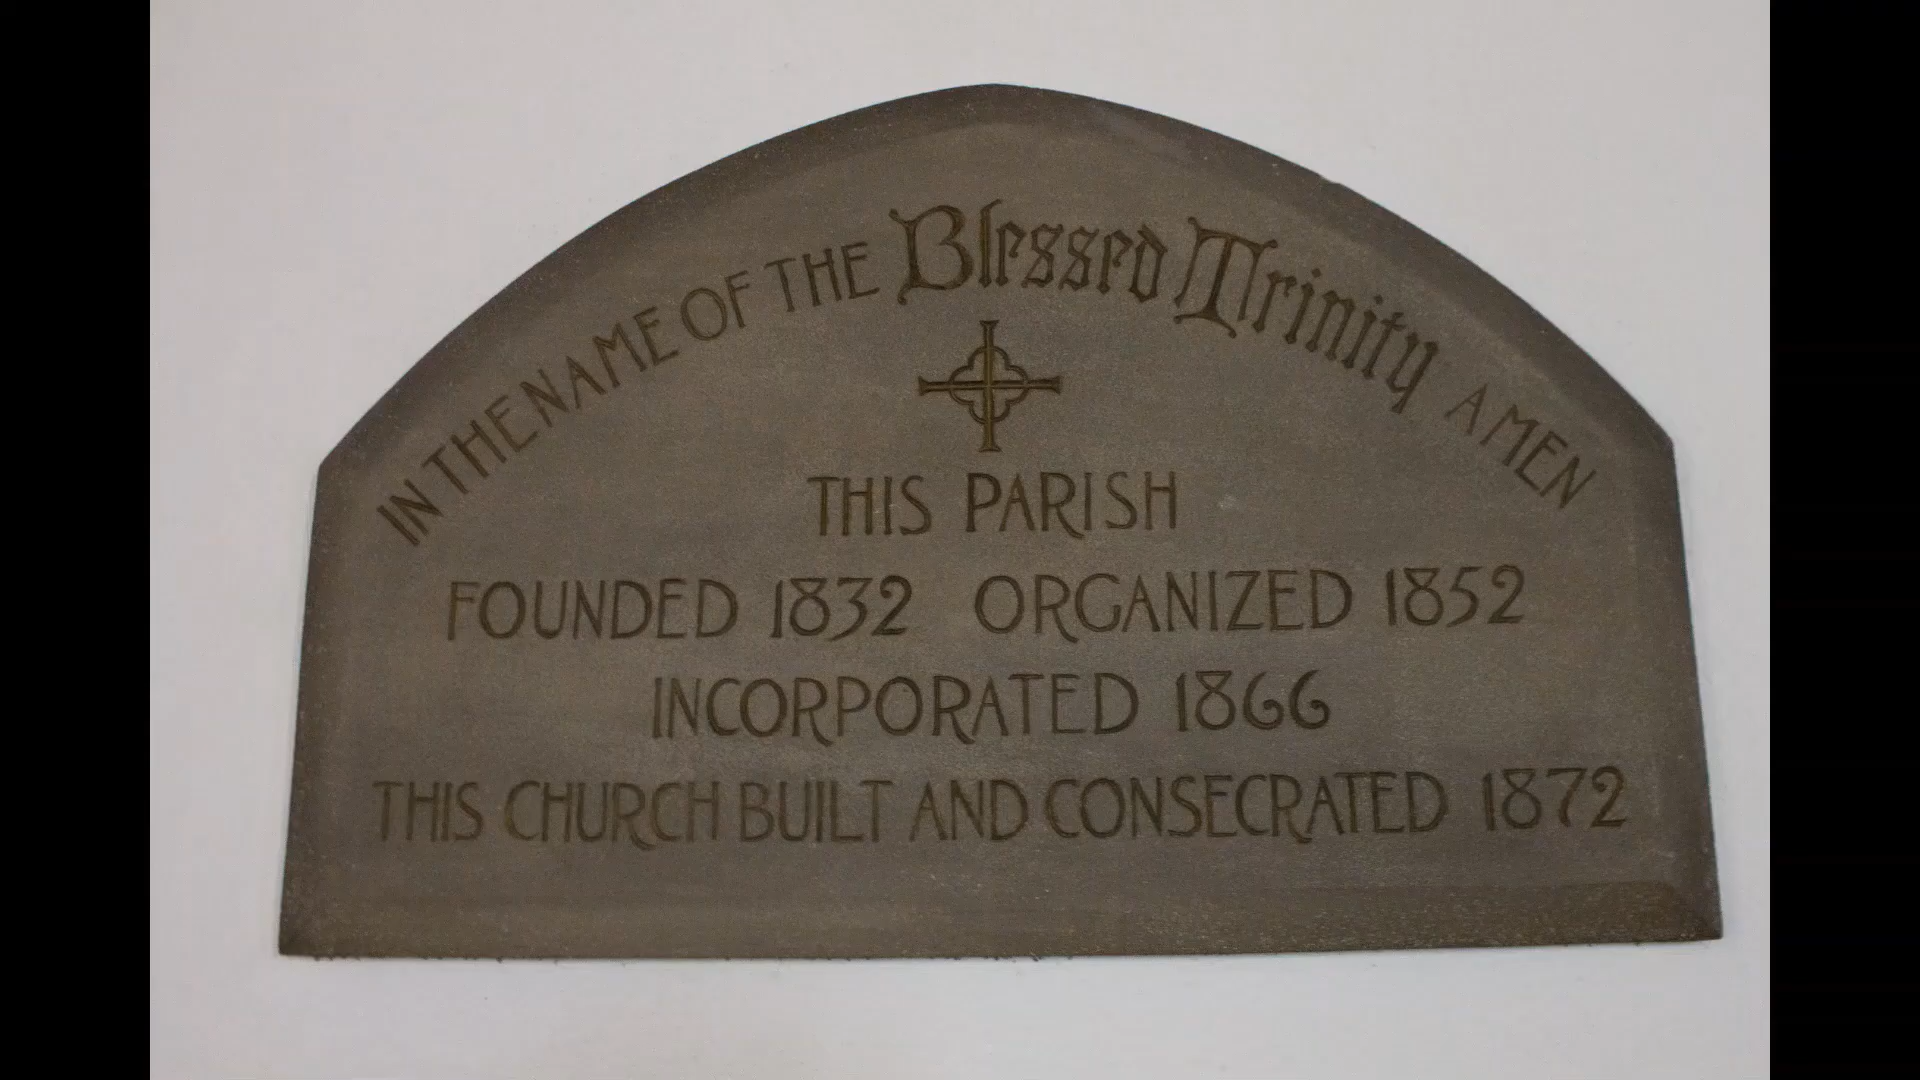 IN THE NAME OF THE Blessed Trinity AMEN
THIS PARISH
FOUNDED 1832 ORGANIZED 1852
INCORPORATED 1866
THIS CHURCH BUILT AND CONSECRATED 1872